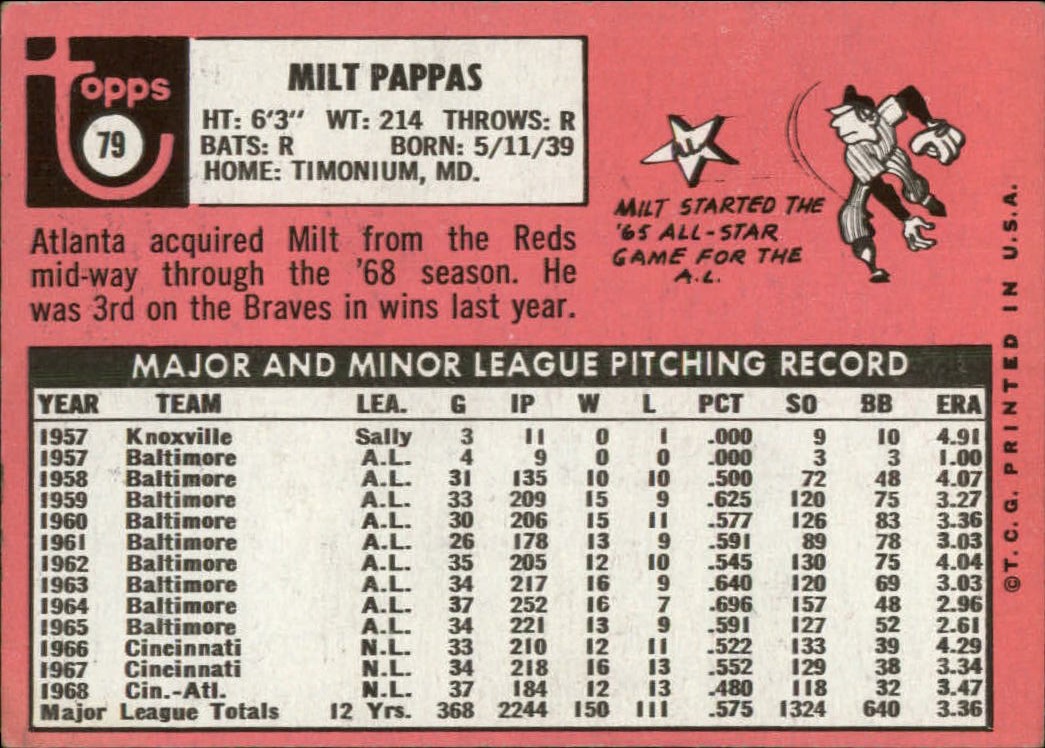 Topps
79
MILT PAPPAS
HT: 6'3" WT: 214 THROWS: R
BATS: R BORN: 5/11/39
HOME: TIMONIUM, MD.
Atlanta acquired Milt from the Reds
mid-way through the '68 season. He
was 3rd on the Braves in wins last year.
MILT STARTED THE
'65 ALL-STAR
GAME FOR THE
A.L.
MAJOR AND MINOR LEAGUE PITCHING RECORD
YEAR TEAM LEA. G IP W L PCT SO BB ERA
1957 Knoxville Sally 3 11 0 1 .000 9 10 4.91
1957 Baltimore A.L. 4 9 0 0 .000 3 3 1.00
1958 Baltimore A.L. 31 135 10 10 .500 72 48 4.07
1959 Baltimore A.L. 33 209 15 9 .625 120 75 3.27
1960 Baltimore A.L. 30 206 15 11 .577 126 83 3.36
1961 Baltimore A.L. 26 178 13 9 .591 89 78 3.03
1962 Baltimore A.L. 35 205 12 10 .545 130 75 4.04
1963 Baltimore A.L. 34 217 16 9 .640 120 69 3.03
1964 Baltimore A.L. 37 252 16 7 .696 157 48 2.96
1965 Baltimore A.L. 34 221 13 9 .591 127 52 2.61
1966 Cincinnati N.L. 33 210 12 11 .522 133 39 4.29
1967 Cincinnati N.L. 34 218 16 13 .552 129 38 3.34
1968 Cin.-Atl. N.L. 37 184 12 13 .480 118 32 3.47
Major League Totals 12 Yrs. 368 2244 150 111 .575 1324 640 3.36
©T.C.G. PRINTED IN U.S.A.